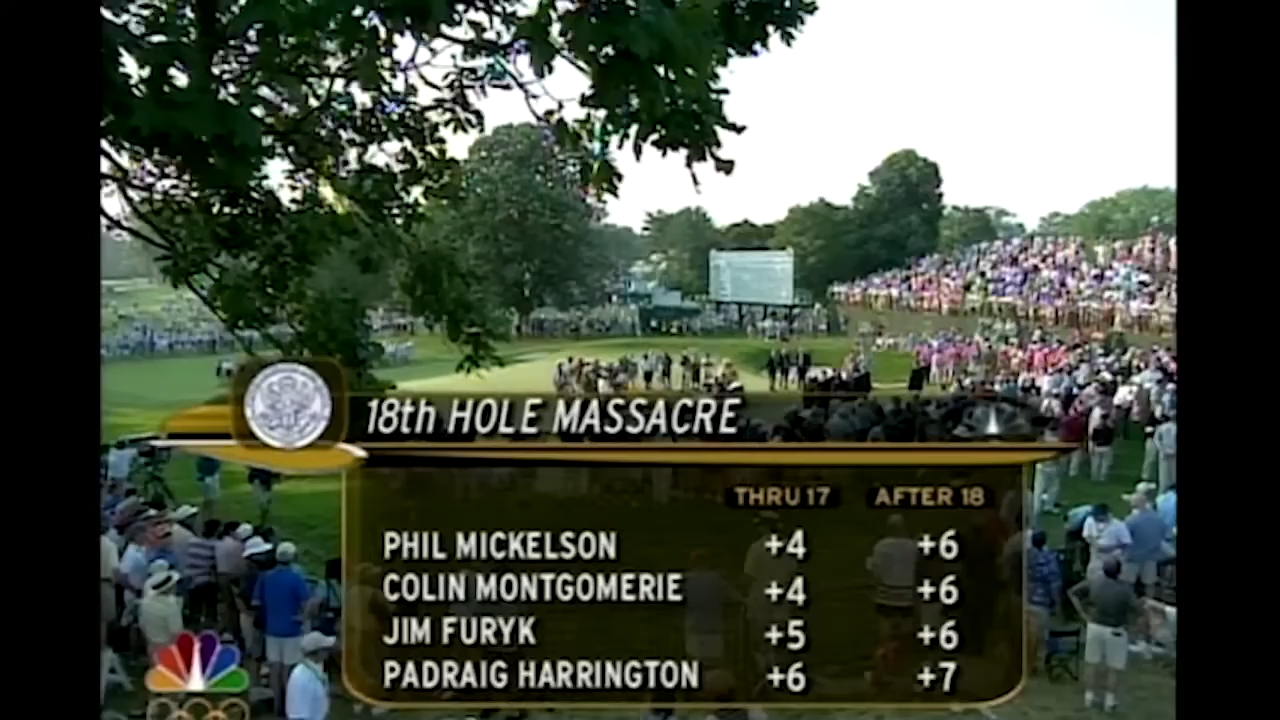 18th HOLE MASSACRE
THRU 17 AFTER 18
PHIL MICKELSON +4 +6
COLIN MONTGOMERIE +4 +6
JIM FURYK +5 +6
PADRAIG HARRINGTON +6 +7